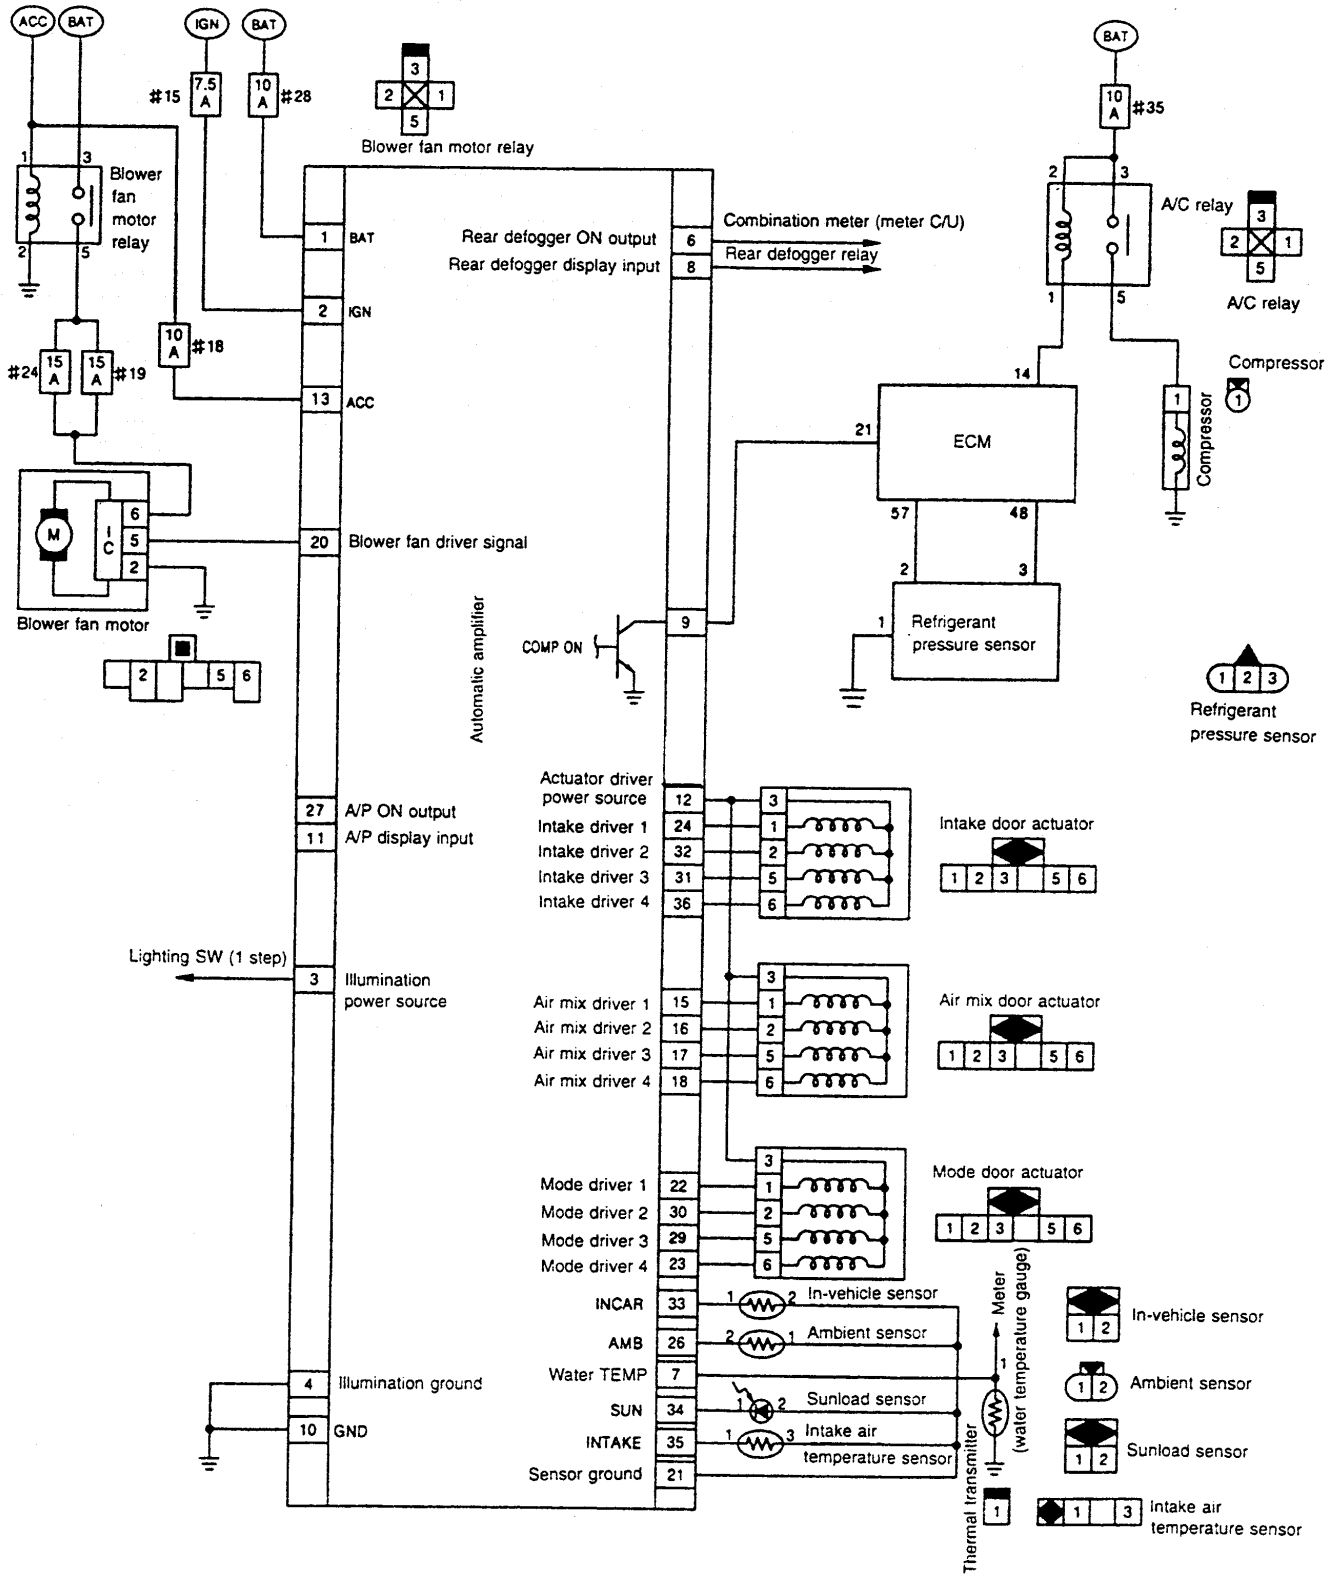 ACC
BAT
IGN
BAT
BAT
#15
7.5
A
10
A
#28
3
2
1
5
Blower fan motor relay
10
A
#35
1
3
Blower
fan
motor
relay
2
5
2
3
A/C relay
1
5
3
2
1
5
A/C relay
1
BAT
Rear defogger ON output
6
Combination meter (meter C/U)
Rear defogger display input
8
Rear defogger relay
2
IGN
10
A
#18
#24
15
A
15
A
#19
13
ACC
14
ECM
21
57
48
1
Compressor
Compressor
1
M
I
C
6
5
2
Blower fan motor
20
Blower fan driver signal
2
5
6
Automatic amplifier
COMP ON
9
2
3
1
Refrigerant
pressure sensor
1
2
3
Refrigerant
pressure sensor
27
A/P ON output
11
A/P display input
Actuator driver
power source
12
3
Intake driver 1
24
1
Intake driver 2
32
2
Intake driver 3
31
5
Intake driver 4
36
6
Intake door actuator
1
2
3
5
6
Lighting SW (1 step)
3
Illumination
power source
3
Air mix driver 1
15
1
Air mix driver 2
16
2
Air mix driver 3
17
5
Air mix driver 4
18
6
Air mix door actuator
1
2
3
5
6
3
Mode driver 1
22
1
Mode driver 2
30
2
Mode driver 3
29
5
Mode driver 4
23
6
Mode door actuator
1
2
3
5
6
INCAR
33
1
2
In-vehicle sensor
AMB
26
2
1
Ambient sensor
Water TEMP
7
1
Meter
(water temperature gauge)
SUN
34
1
2
Sunload sensor
INTAKE
35
1
3
Intake air
temperature sensor
Sensor ground
21
Thermal transmitter
1
4
Illumination ground
10
GND
1
2
In-vehicle sensor
1
2
Ambient sensor
1
2
Sunload sensor
1
3
Intake air
temperature sensor